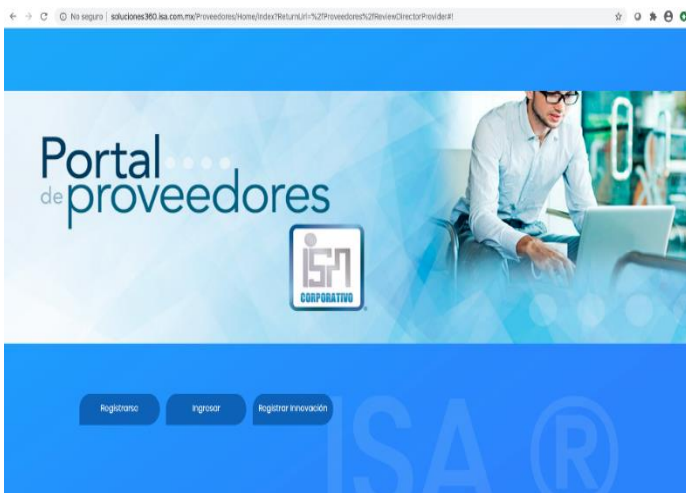 No seguro | soluciones360.isa.com.mx/Proveedores/Home/Index?ReturnUrl=%2fProveedores%2fReviewDirectorProvider#!
Portal
de proveedores
isa
CORPORATIVO
Registrarse Ingresar Registrar Innovación
ISA ®